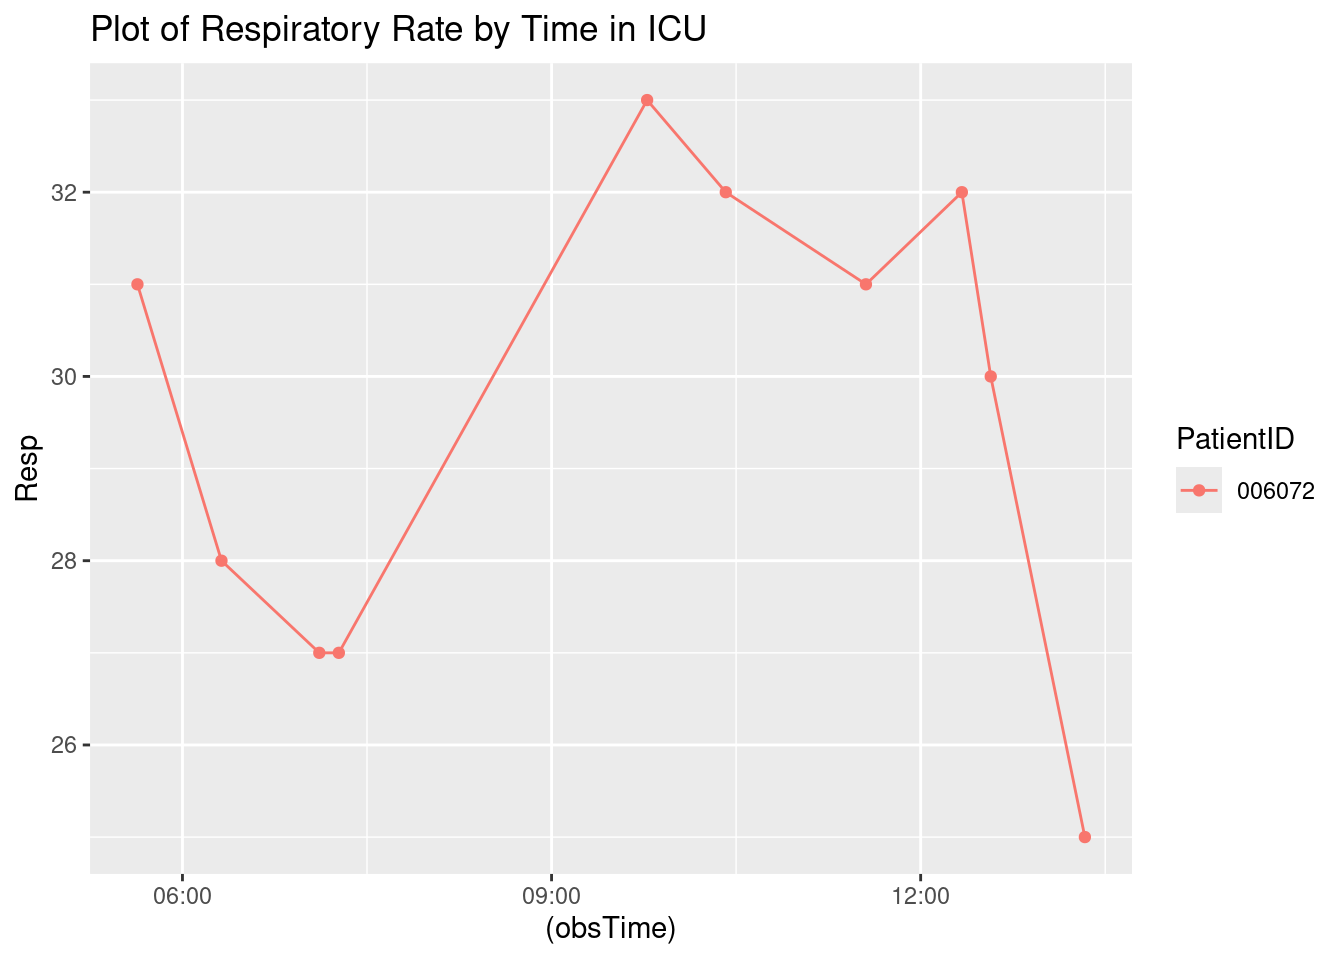 Plot of Respiratory Rate by Time in ICU
32
30
28
26
Resp
06:00
09:00
12:00
(obsTime)
PatientID
006072